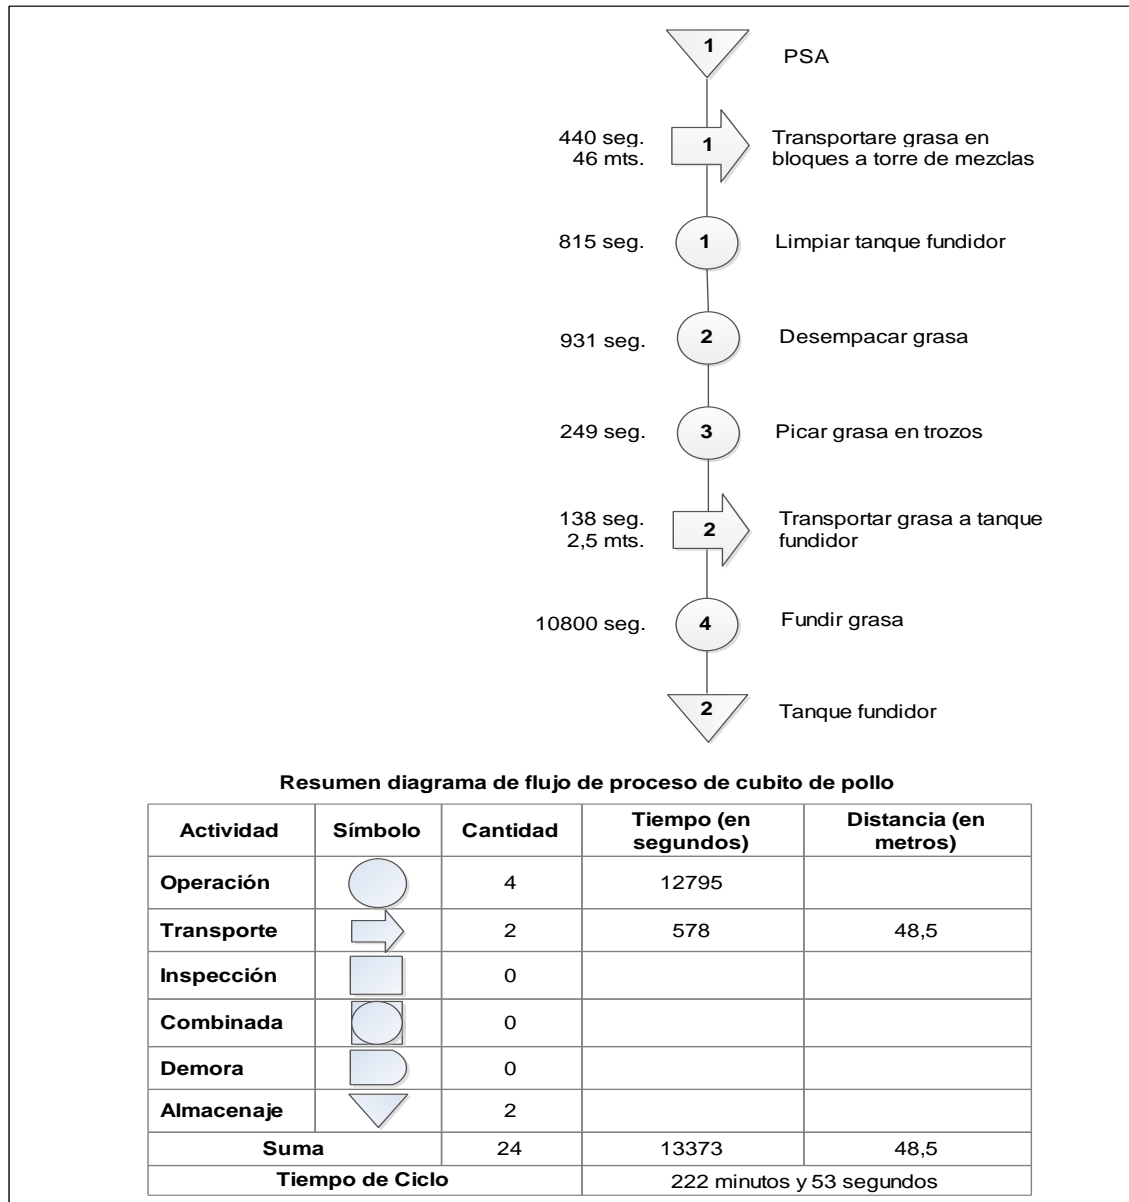 1
PSA
440 seg.
46 mts.
1
Transportare grasa en
bloques a torre de mezclas
815 seg.
1
Limpiar tanque fundidor
931 seg.
2
Desempacar grasa
249 seg.
3
Picar grasa en trozos
138 seg.
2,5 mts.
2
Transportar grasa a tanque
fundidor
10800 seg.
4
Fundir grasa
2
Tanque fundidor
Resumen diagrama de flujo de proceso de cubito de pollo
Actividad Símbolo Cantidad Tiempo (en segundos) Distancia (en metros)
Operación 4 12795
Transporte 2 578 48,5
Inspección 0
Combinada 0
Demora 0
Almacenaje 2
Suma 24 13373 48,5
Tiempo de Ciclo 222 minutos y 53 segundos